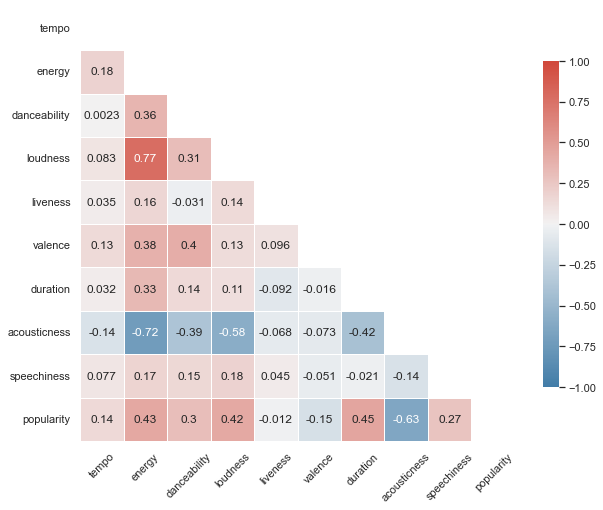 tempo
energy 0.18
danceability 0.0023 0.36
loudness 0.083 0.77 0.31
liveness 0.035 0.16 -0.031 0.14
valence 0.13 0.38 0.4 0.13 0.096
duration 0.032 0.33 0.14 0.11 -0.092 -0.016
acousticness -0.14 -0.72 -0.39 -0.58 -0.068 -0.073 -0.42
speechiness 0.077 0.17 0.15 0.18 0.045 -0.051 -0.021 -0.14
popularity 0.14 0.43 0.3 0.42 -0.012 -0.15 0.45 -0.63 0.27
tempo energy danceability loudness liveness valence duration acousticness speechiness popularity
1.00
0.75
0.50
0.25
0.00
−0.25
−0.50
−0.75
−1.00